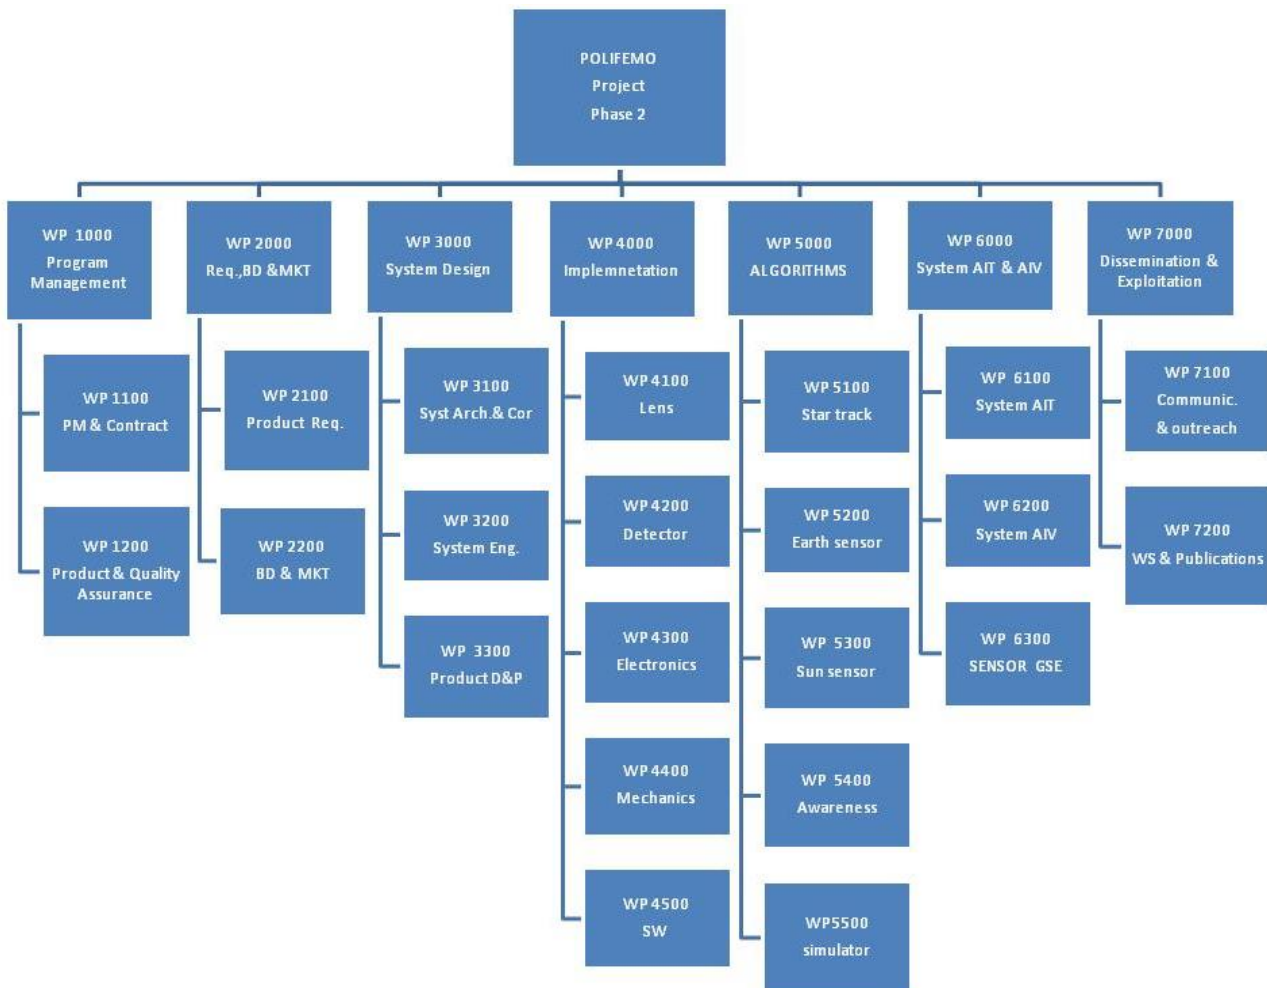 POLIFEMO
Project
Phase 2
WP 1000
Program
Management
WP 2000
Req.,BD &MKT
WP 3000
System Design
WP 4000
Implemnetation
WP 5000
ALGORITHMS
WP 6000
System AIT & AIV
WP 7000
Dissemination &
Exploitation
WP 1100
PM & Contract
WP 1200
Product & Quality
Assurance
WP 2100
Product Req.
WP 2200
BD & MKT
WP 3100
Syst Arch.& Cor
WP 3200
System Eng.
WP 3300
Product D&P
WP 4100
Lens
WP 4200
Detector
WP 4300
Electronics
WP 4400
Mechanics
WP 4500
SW
WP 5100
Star track
WP 5200
Earth sensor
WP 5300
Sun sensor
WP 5400
Awareness
WP5500
simulator
WP 6100
System AIT
WP 6200
System AIV
WP 6300
SENSOR GSE
WP 7100
Communic.
& outreach
WP 7200
WS & Publications